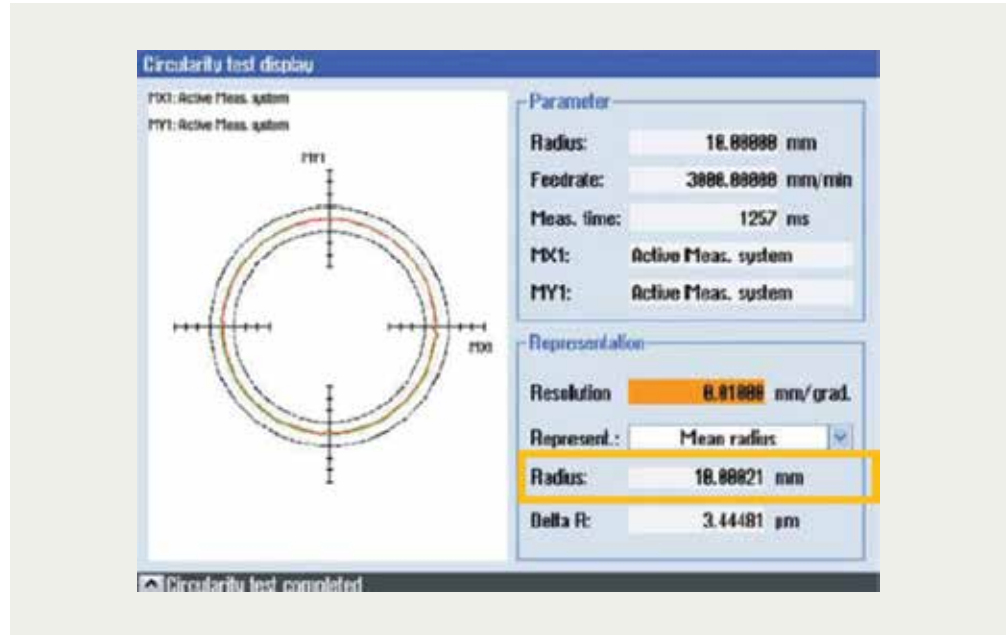 Circularity test display
MX1: Active Meas. system
MY1: Active Meas. system
MY1
MX1
Parameter
Radius: 10.00000 mm
Feedrate: 3000.00000 mm/min
Meas. time: 1257 ms
MX1: Active Meas. system
MY1: Active Meas. system
Representation
Resolution 0.01000 mm/grad.
Represent.: Mean radius
Radius: 10.00021 mm
Delta R: 3.44481 µm
Circularity test completed